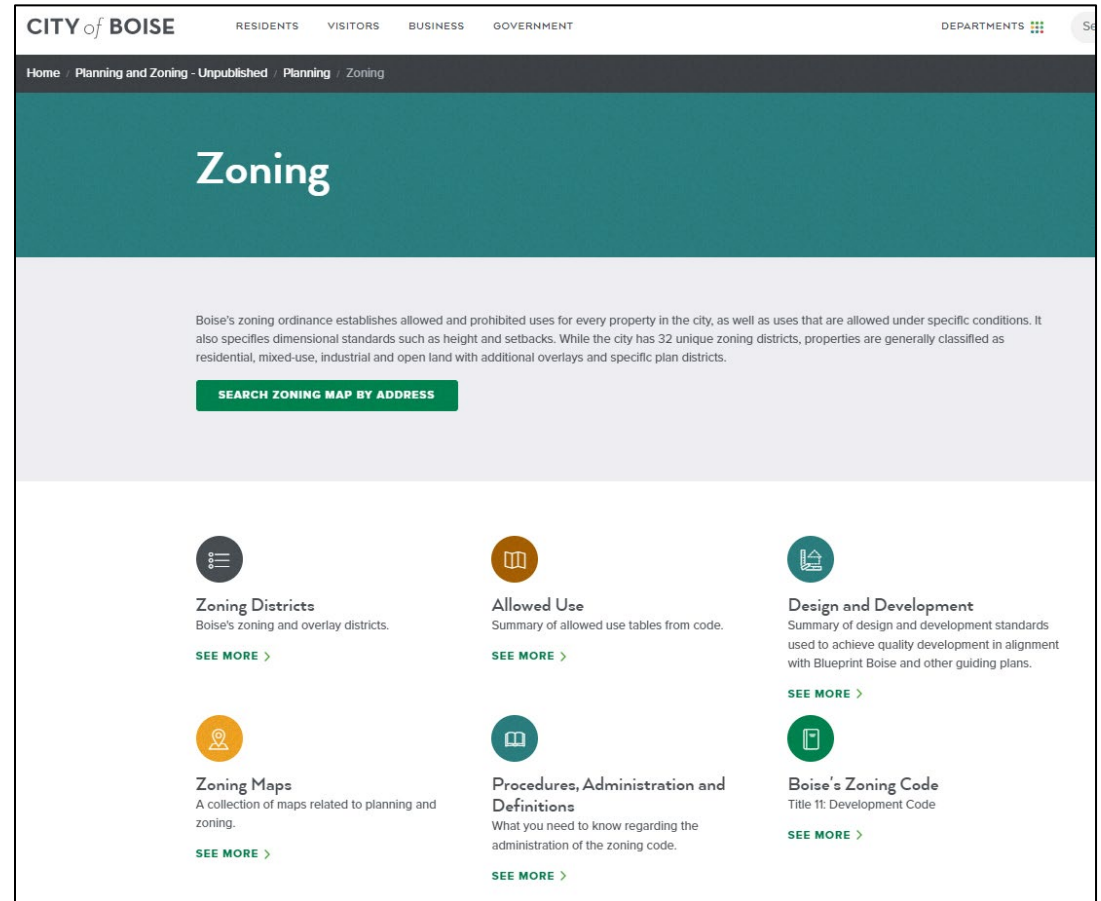 CITY of BOISE
RESIDENTS VISITORS BUSINESS GOVERNMENT
DEPARTMENTS
Home / Planning and Zoning - Unpublished / Planning / Zoning
Zoning
Boise's zoning ordinance establishes allowed and prohibited uses for every property in the city, as well as uses that are allowed under specific conditions. It
also specifies dimensional standards such as height and setbacks. While the city has 32 unique zoning districts, properties are generally classified as
residential, mixed-use, industrial and open land with additional overlays and specific plan districts.
SEARCH ZONING MAP BY ADDRESS
Zoning Districts
Boise's zoning and overlay districts.
SEE MORE >
Allowed Use
Summary of allowed use tables from code.
SEE MORE >
Design and Development
Summary of design and development standards
used to achieve quality development in alignment
with Blueprint Boise and other guiding plans.
SEE MORE >
Zoning Maps
A collection of maps related to planning and
zoning.
SEE MORE >
Procedures, Administration and
Definitions
What you need to know regarding the
administration of the zoning code.
SEE MORE >
Boise's Zoning Code
Title 11: Development Code
SEE MORE >